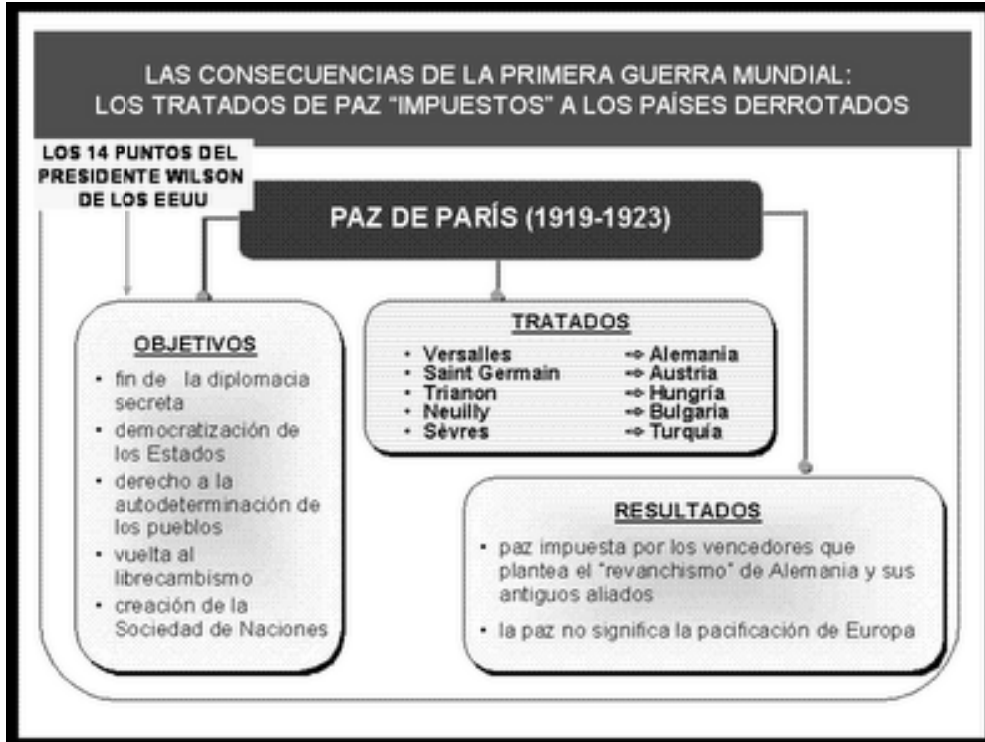 LAS CONSECUENCIAS DE LA PRIMERA GUERRA MUNDIAL:
LOS TRATADOS DE PAZ "IMPUESTOS" A LOS PAÍSES DERROTADOS
LOS 14 PUNTOS DEL
PRESIDENTE WILSON
DE LOS EEUU
PAZ DE PARÍS (1919-1923)
OBJETIVOS
• fin de la diplomacia
secreta
• democratización de
los Estados
• derecho a la
autodeterminación de
los pueblos
• vuelta al
librecambismo
• creación de la
Sociedad de Naciones
TRATADOS
• Versalles ⇨ Alemania
• Saint Germain ⇨ Austria
• Trianon ⇨ Hungría
• Neuilly ⇨ Bulgaria
• Sèvres ⇨ Turquía
RESULTADOS
• paz impuesta por los vencedores que
plantea el "revanchismo" de Alemania y sus
antiguos aliados
• la paz no significa la pacificación de Europa